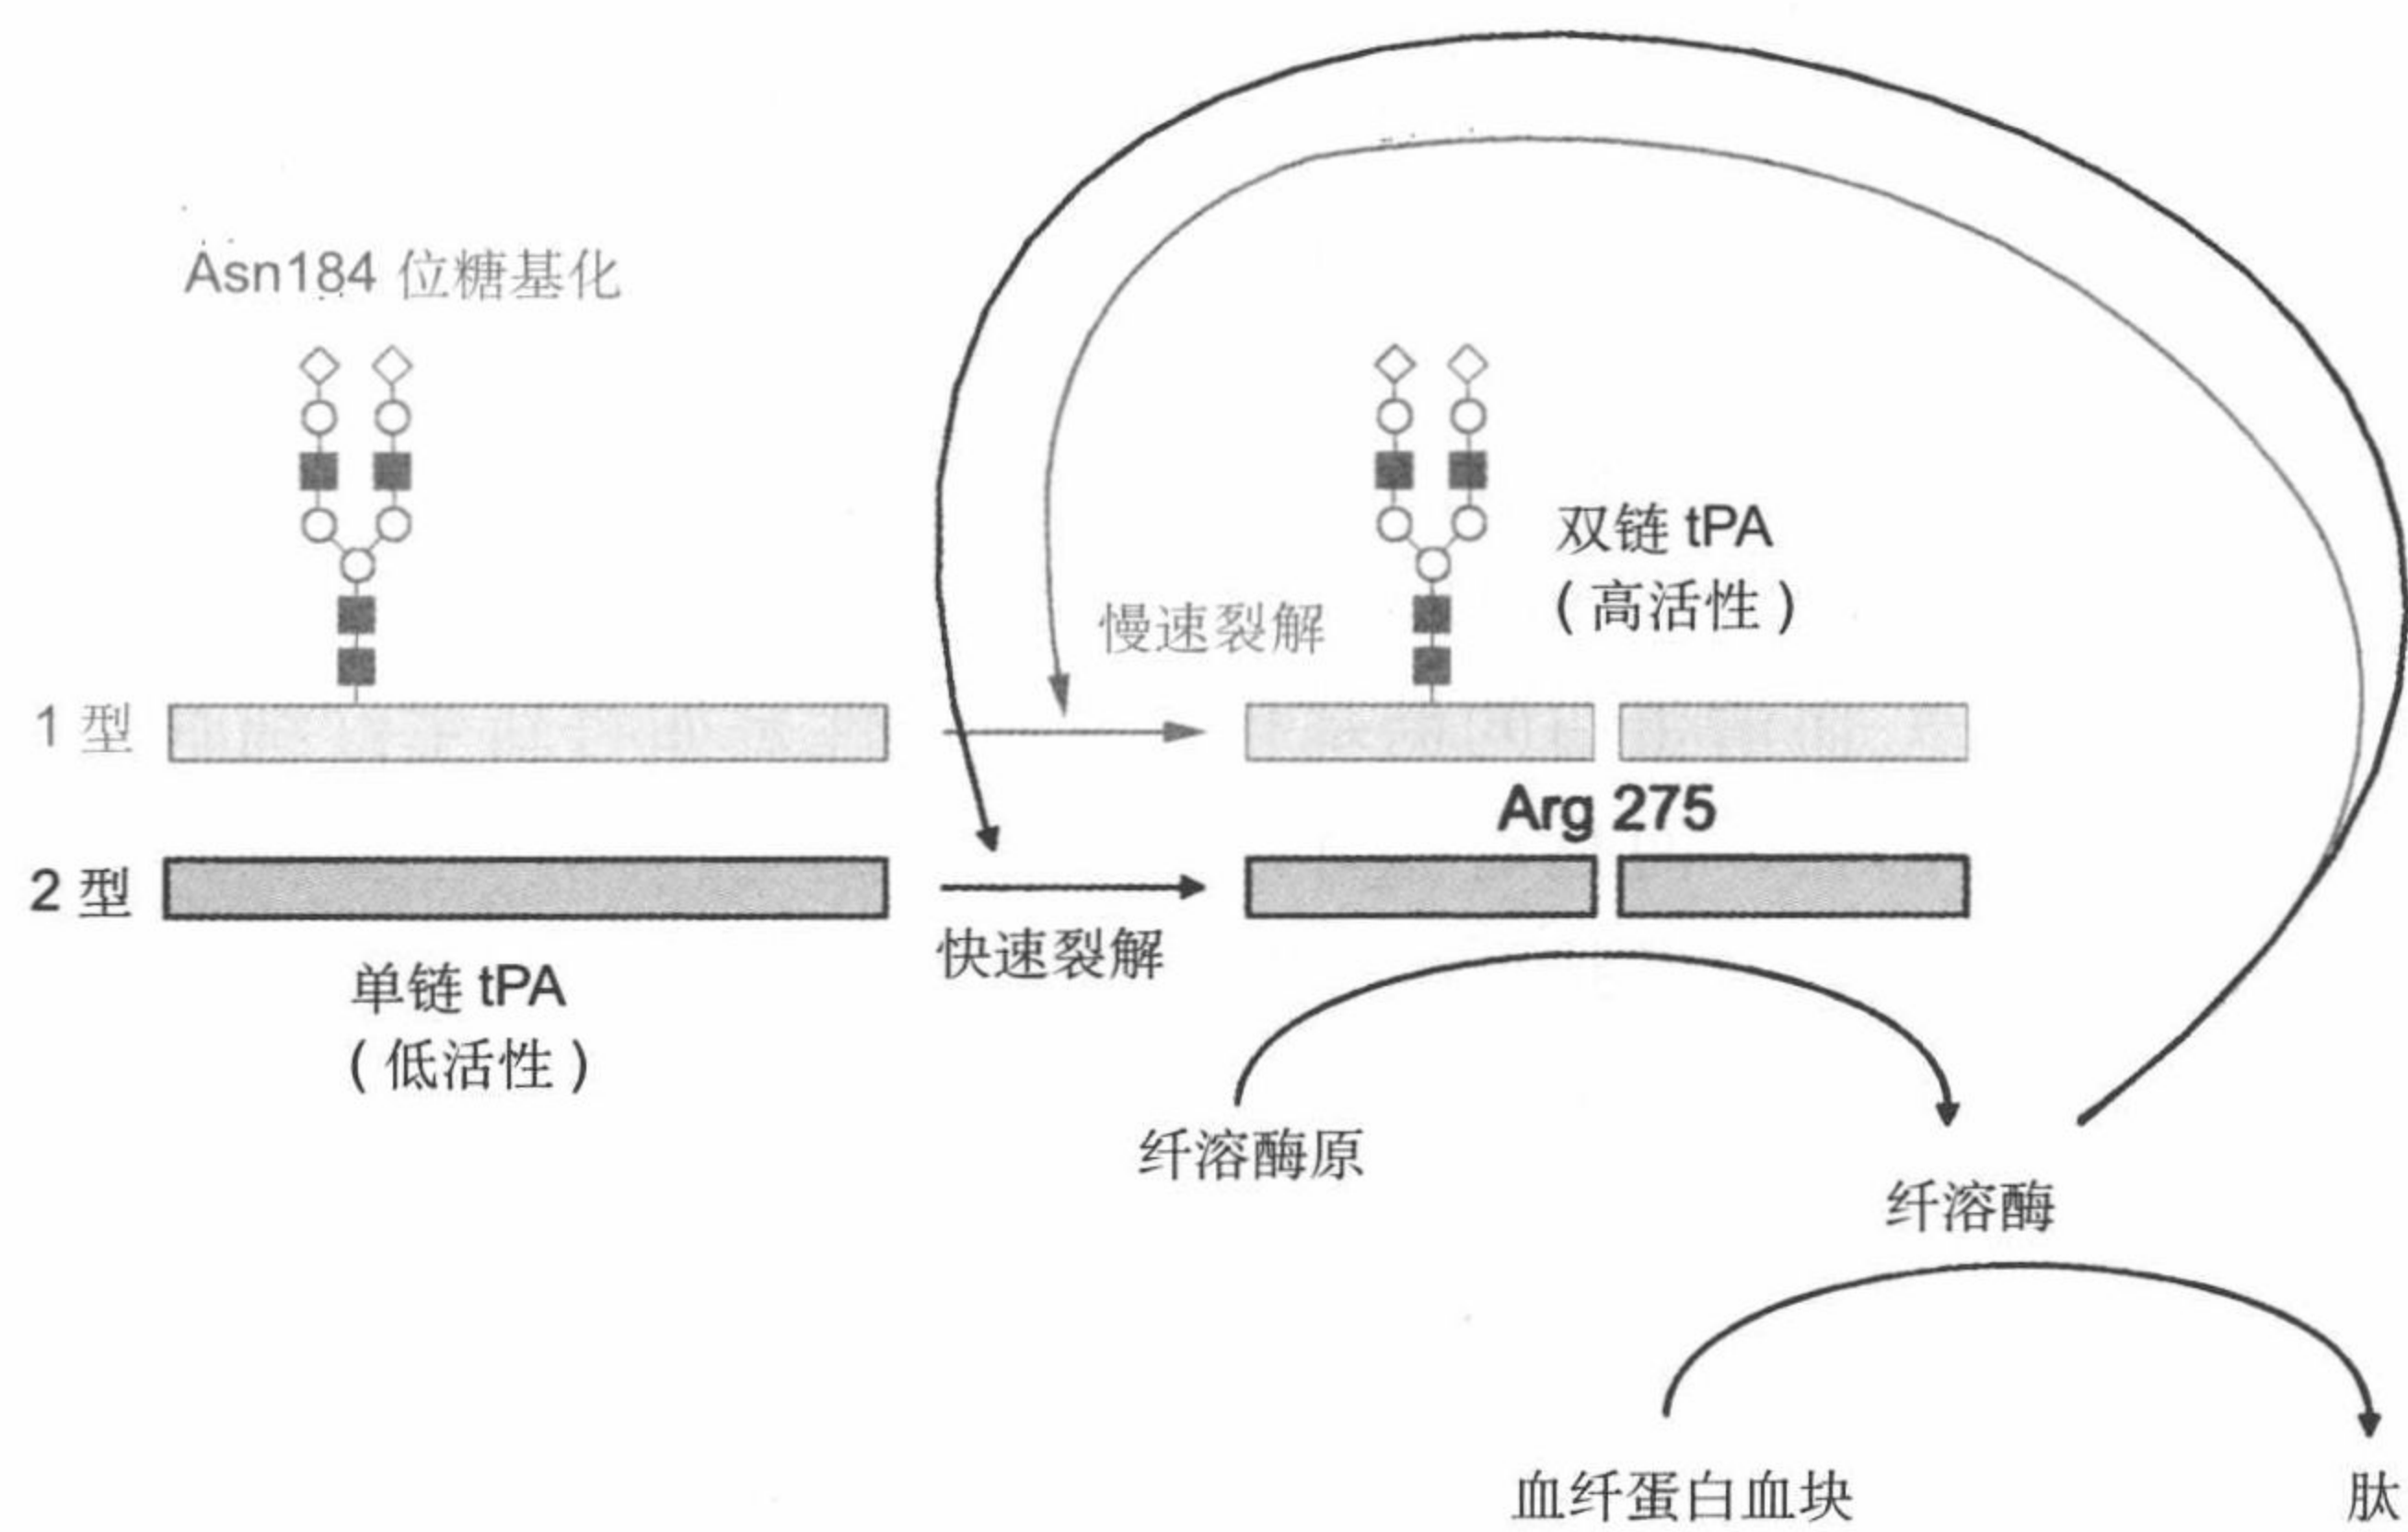 Asn184 位糖基化
双链 tPA
(高活性)
慢速裂解
1 型
Arg 275
2 型
快速裂解
单链 tPA
(低活性)
纤溶酶原
纤溶酶
血纤蛋白血块
肽